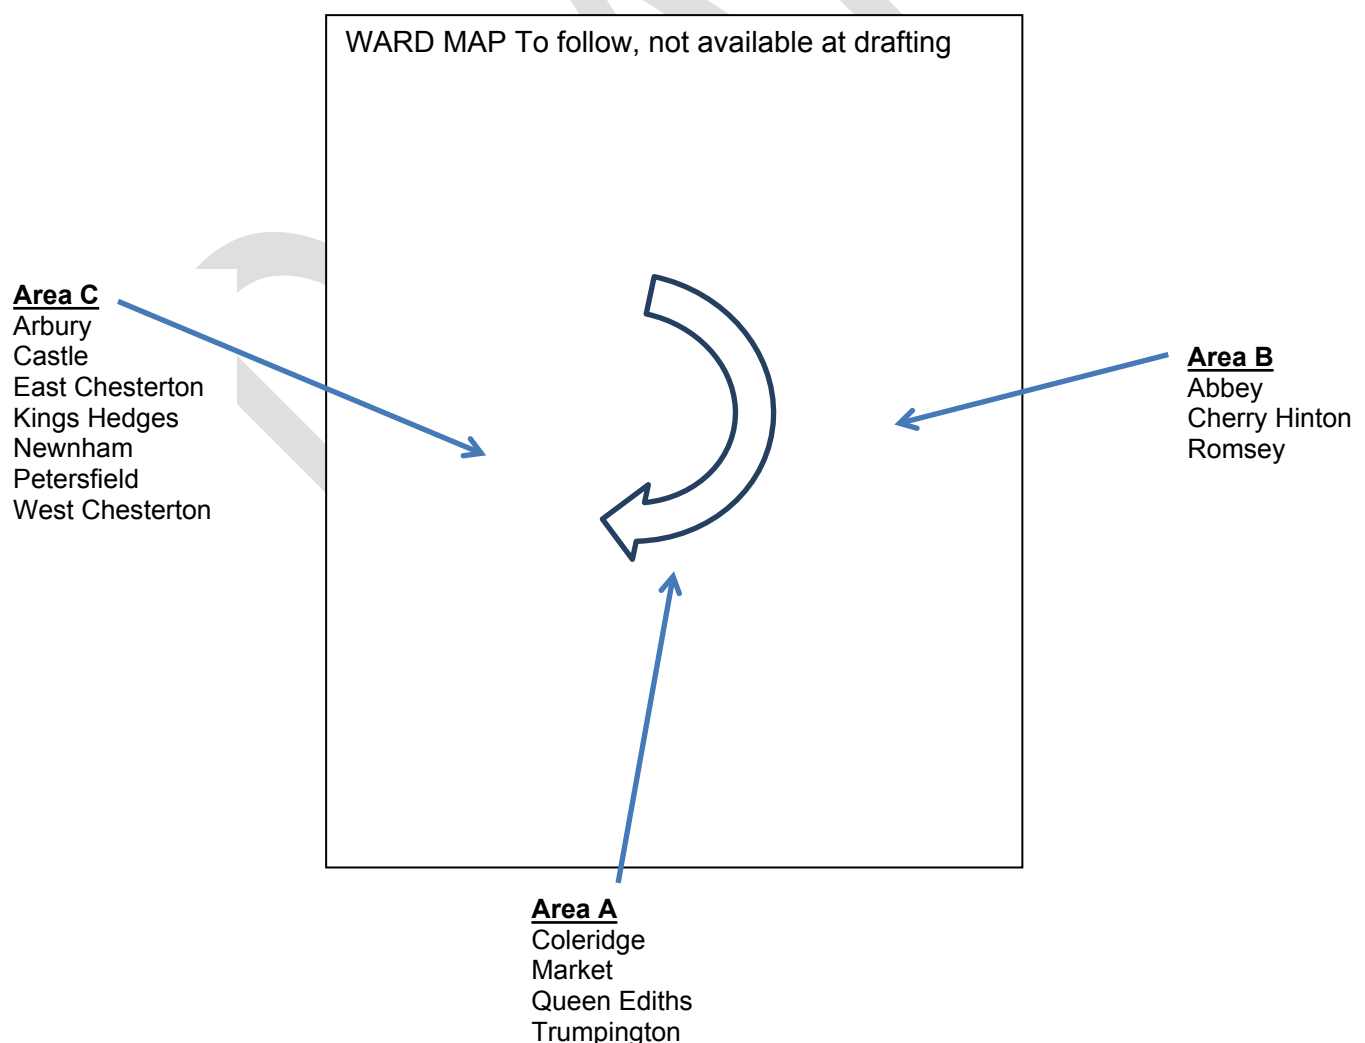 WARD MAP To follow, not available at drafting
Area C
Arbury
Castle
East Chesterton
Kings Hedges
Newnham
Petersfield
West Chesterton
Area B
Abbey
Cherry Hinton
Romsey
Area A
Coleridge
Market
Queen Ediths
Trumpington